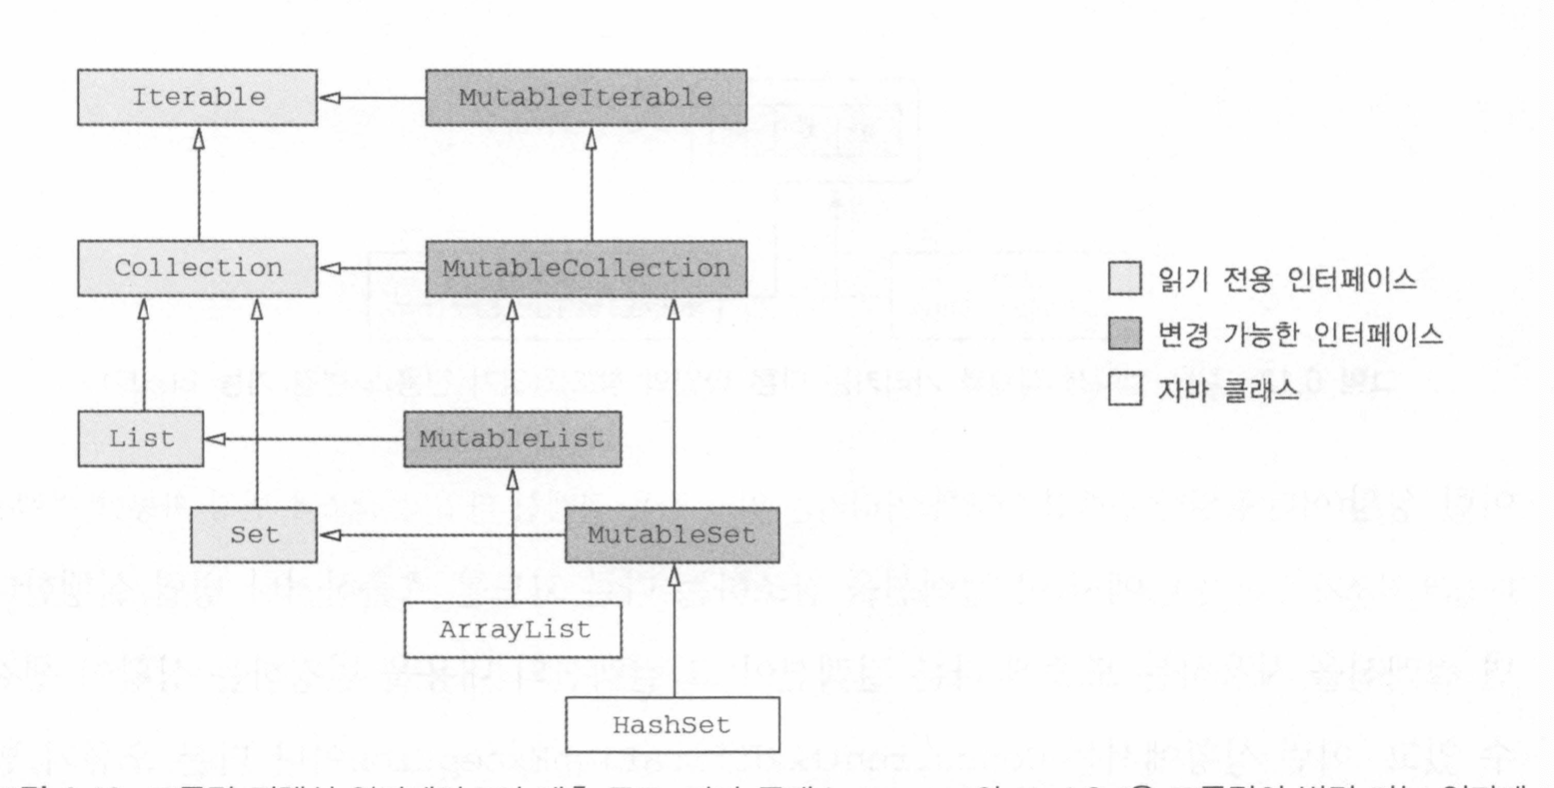 Iterable
MutableIterable
Collection
MutableCollection
읽기 전용 인터페이스
변경 가능한 인터페이스
자바 클래스
List
MutableList
Set
MutableSet
ArrayList
HashSet